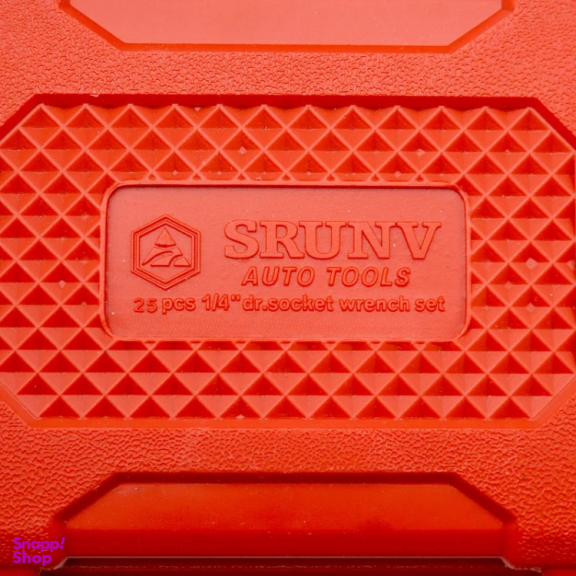 SRUNV
AUTO TOOLS
25 pcs 1/4" dr.socket wrench set
Snapp!
Shop